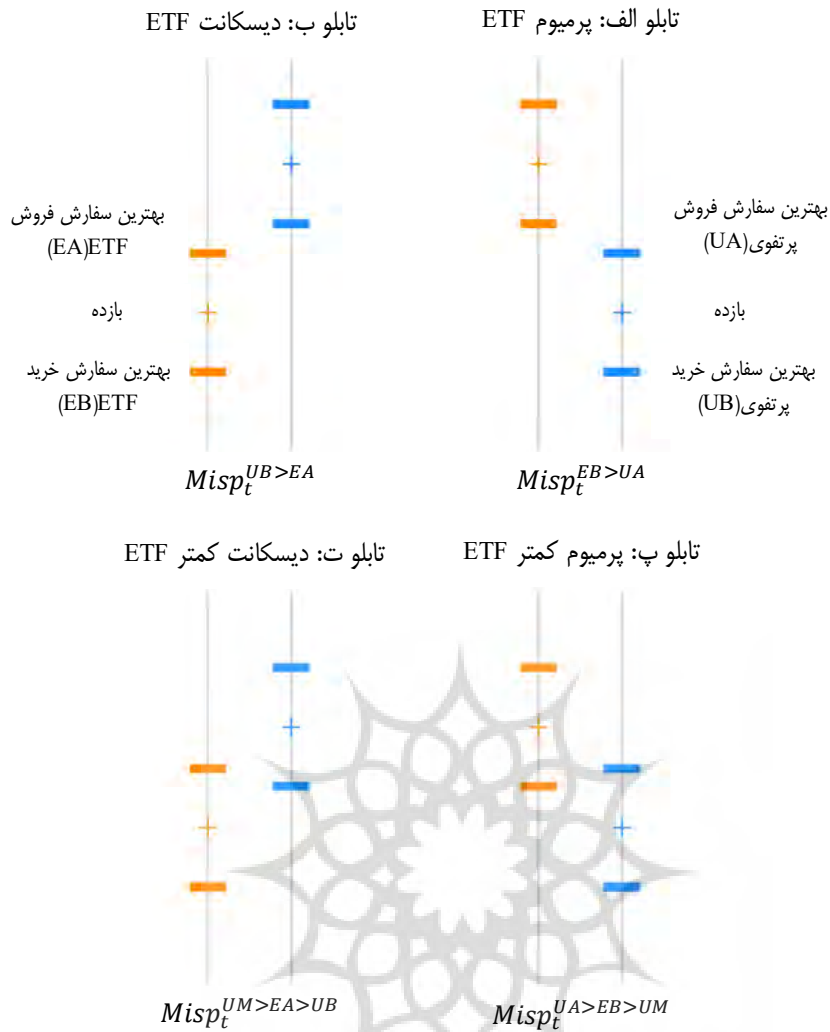 تابلو الف: پرمیوم ETF
بهترین سفارش فروش
پرتفوی(UA)
بازده
بهترین سفارش خرید
پرتفوی(UB)
$Misp_t^{EB>UA}$
تابلو ب: دیسکانت ETF
بهترین سفارش فروش
ETF(EA)
بازده
بهترین سفارش خرید
ETF(EB)
$Misp_t^{UB>EA}$
تابلو پ: پرمیوم کمتر ETF
$Misp_t^{UA>EB>UM}$
تابلو ت: دیسکانت کمتر ETF
$Misp_t^{UM>EA>UB}$